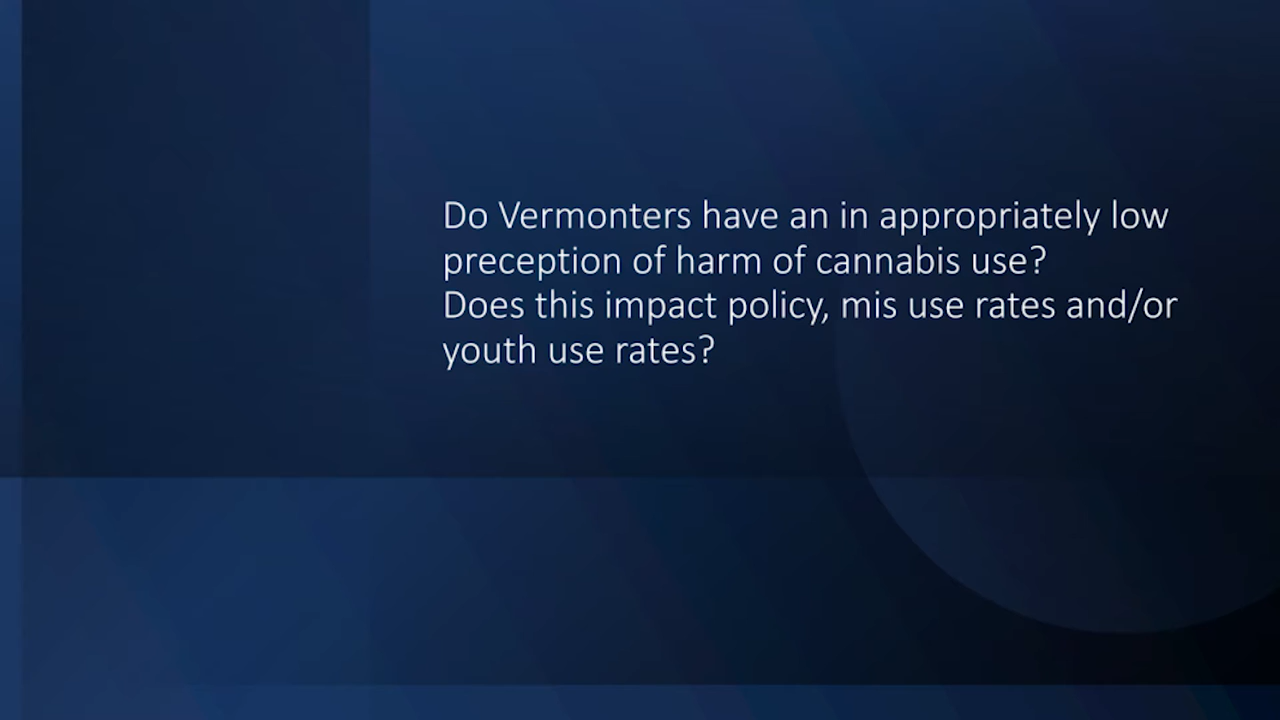 Do Vermonters have an in appropriately low
preception of harm of cannabis use?
Does this impact policy, mis use rates and/or
youth use rates?